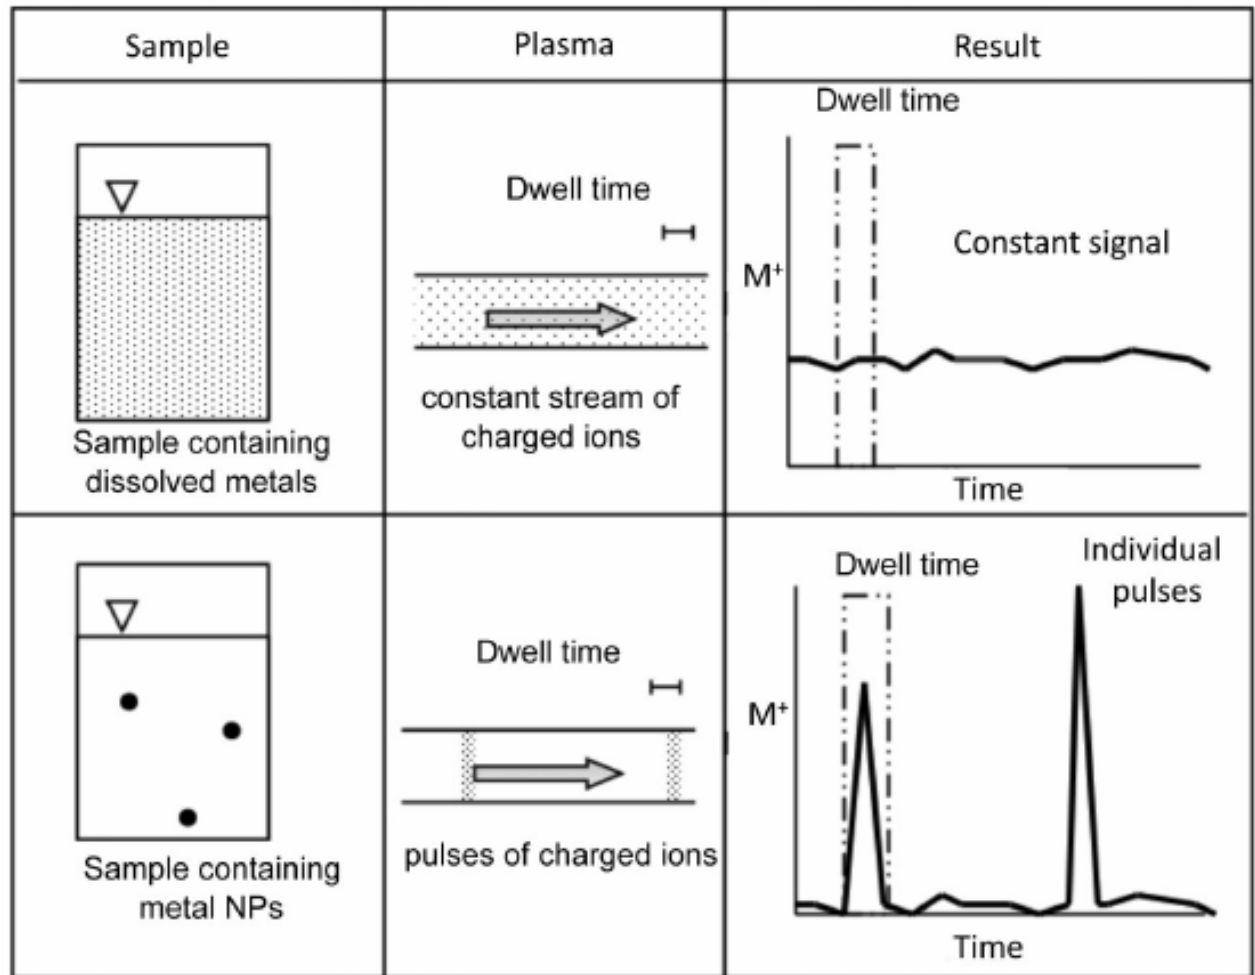 Sample
Plasma
Result
Sample containing
dissolved metals
Dwell time
constant stream of
charged ions
Dwell time
M⁺
Constant signal
Time
Sample containing
metal NPs
Dwell time
pulses of charged ions
Dwell time
Individual
pulses
M⁺
Time